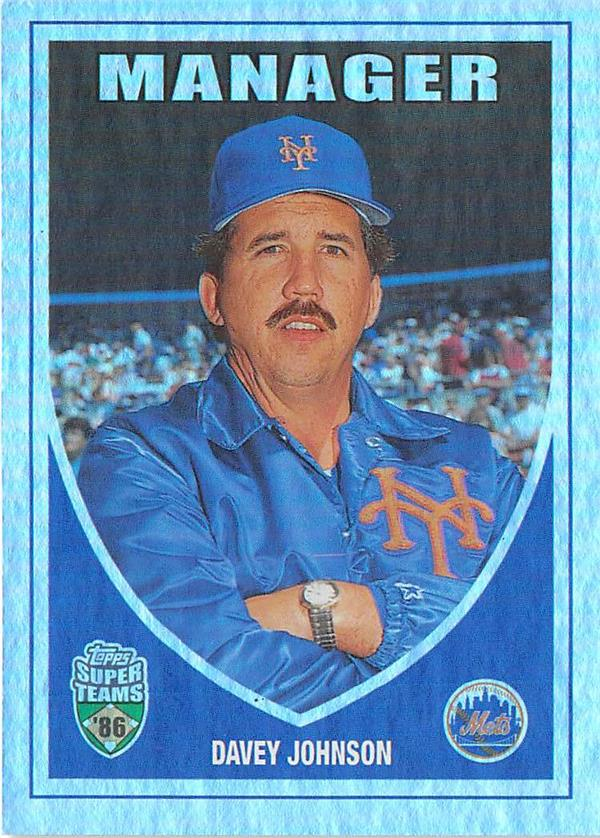 MANAGER
NY
NY
Topps
SUPER
TEAMS
'86
Mets
DAVEY JOHNSON